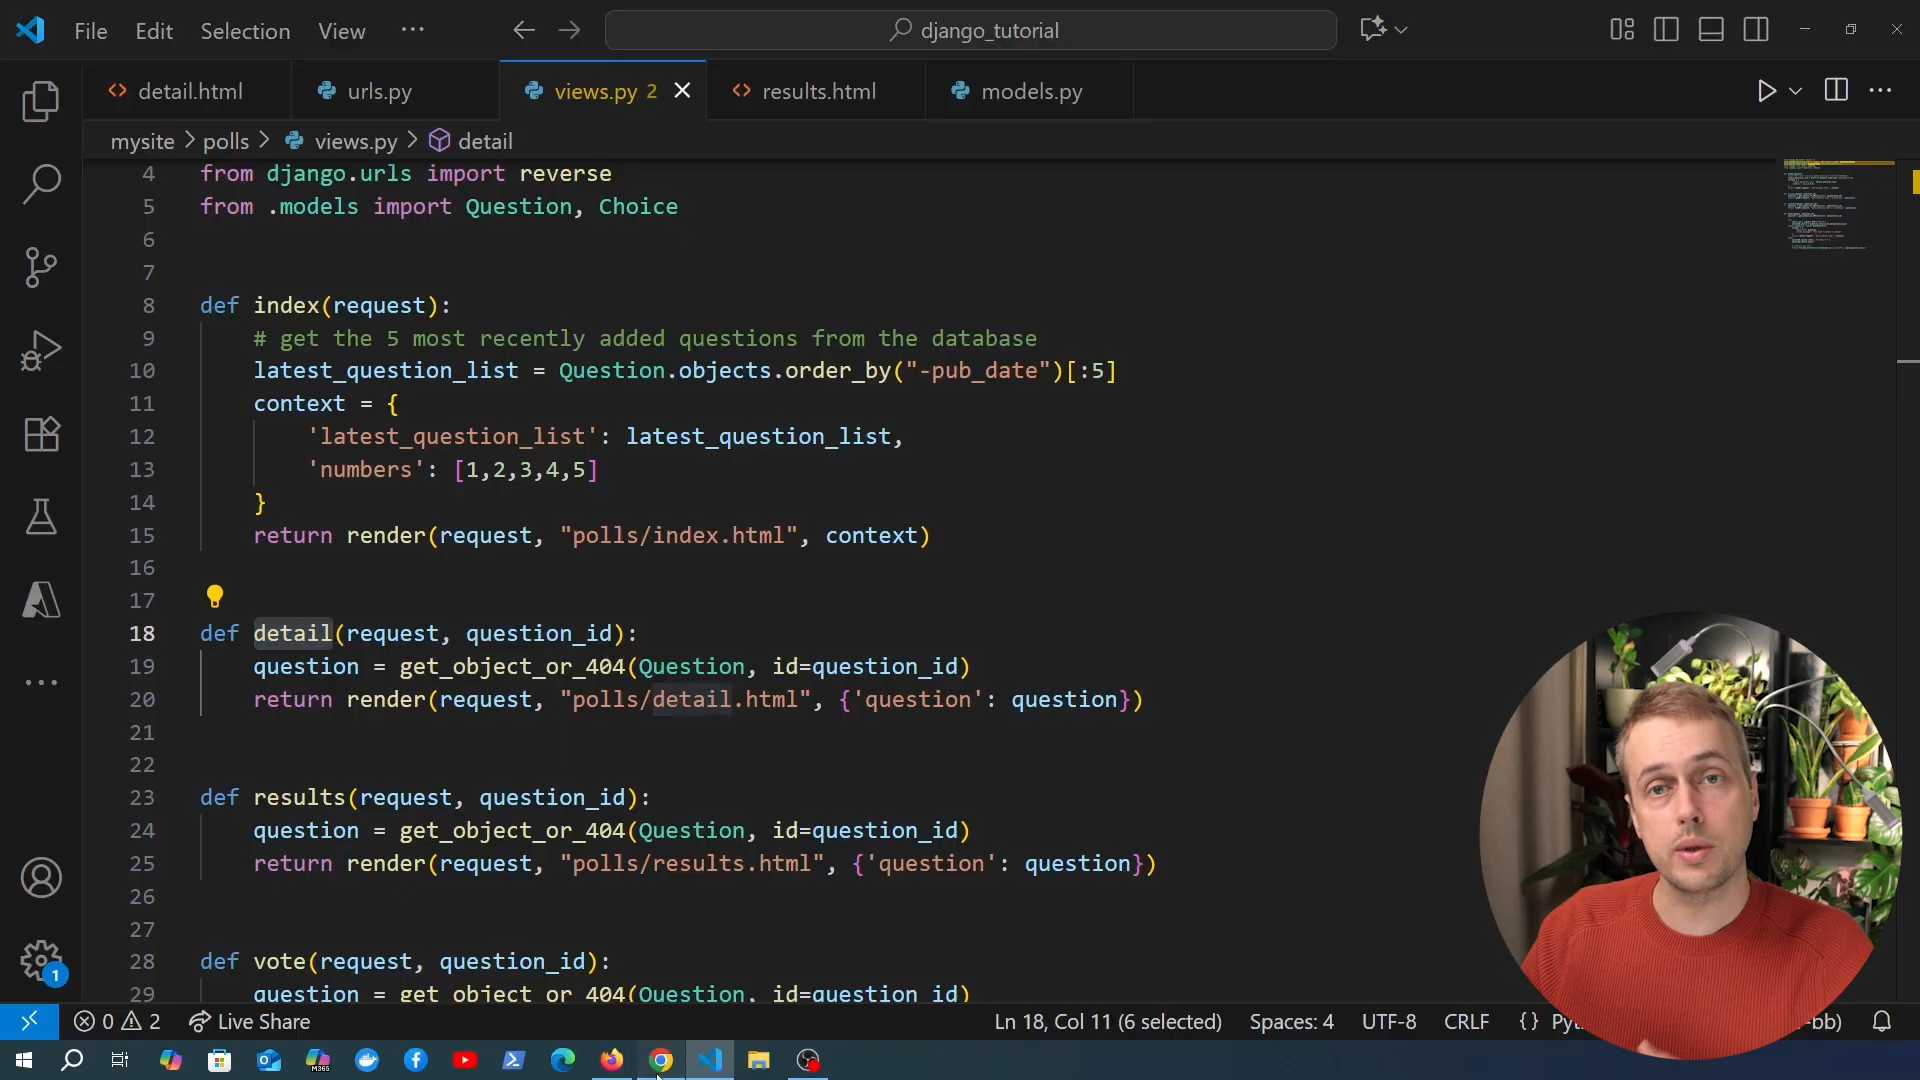 File Edit Selection View ··· django_tutorial
detail.html urls.py views.py 2 results.html models.py
mysite > polls > views.py > detail
4 from django.urls import reverse
5 from .models import Question, Choice
6
7
8 def index(request):
9 # get the 5 most recently added questions from the database
10 latest_question_list = Question.objects.order_by("-pub_date")[:5]
11 context = {
12 'latest_question_list': latest_question_list,
13 'numbers': [1,2,3,4,5]
14 }
15 return render(request, "polls/index.html", context)
16
17
18 def detail(request, question_id):
19 question = get_object_or_404(Question, id=question_id)
20 return render(request, "polls/detail.html", {'question': question})
21
22
23 def results(request, question_id):
24 question = get_object_or_404(Question, id=question_id)
25 return render(request, "polls/results.html", {'question': question})
26
27
28 def vote(request, question_id):
29 question = get_object_or_404(Question, id=question_id)
1
0 2 Live Share Ln 18, Col 11 (6 selected) Spaces: 4 UTF-8 CRLF {}
M365